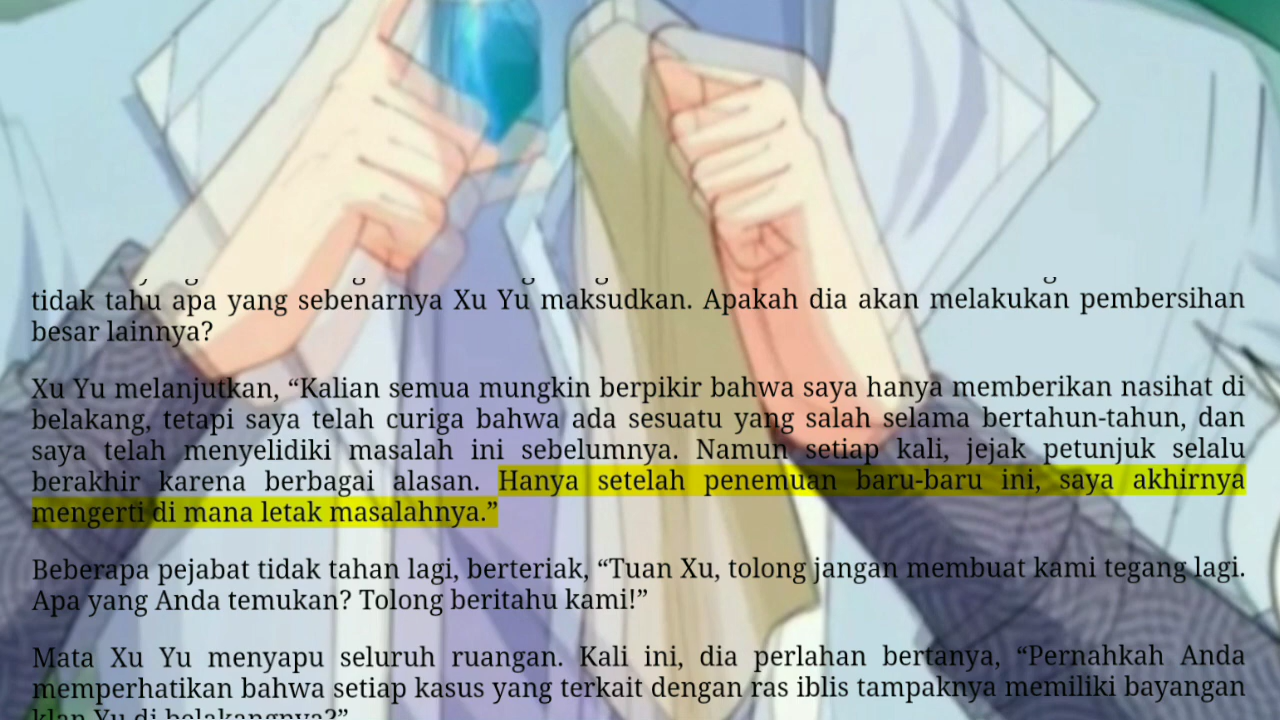 tidak tahu apa yang sebenarnya Xu Yu maksudkan. Apakah dia akan melakukan pembersihan
besar lainnya?
Xu Yu melanjutkan, “Kalian semua mungkin berpikir bahwa saya hanya memberikan nasihat di
belakang, tetapi saya telah curiga bahwa ada sesuatu yang salah selama bertahun-tahun, dan
saya telah menyelidiki masalah ini sebelumnya. Namun setiap kali, jejak petunjuk selalu
berakhir karena berbagai alasan. Hanya setelah penemuan baru-baru ini, saya akhirnya
mengerti di mana letak masalahnya.”
Beberapa pejabat tidak tahan lagi, berteriak, “Tuan Xu, tolong jangan membuat kami tegang lagi.
Apa yang Anda temukan? Tolong beritahu kami!”
Mata Xu Yu menyapu seluruh ruangan. Kali ini, dia perlahan bertanya, “Pernahkah Anda
memperhatikan bahwa setiap kasus yang terkait dengan ras iblis tampaknya memiliki bayangan
klan Yu di belakangnya?”